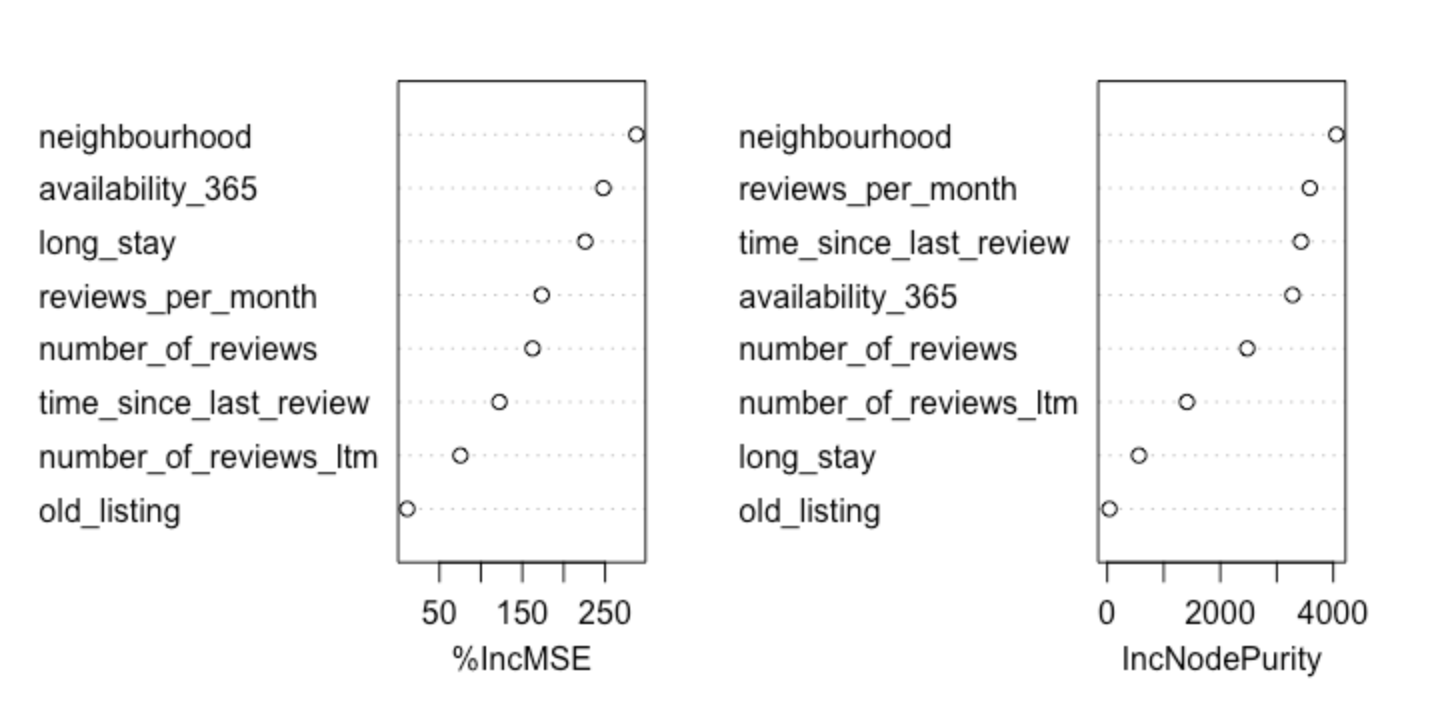 neighbourhood
availability_365
long_stay
reviews_per_month
number_of_reviews
time_since_last_review
number_of_reviews_ltm
old_listing
50 150 250
%IncMSE
neighbourhood
reviews_per_month
time_since_last_review
availability_365
number_of_reviews
number_of_reviews_ltm
long_stay
old_listing
0 2000 4000
IncNodePurity